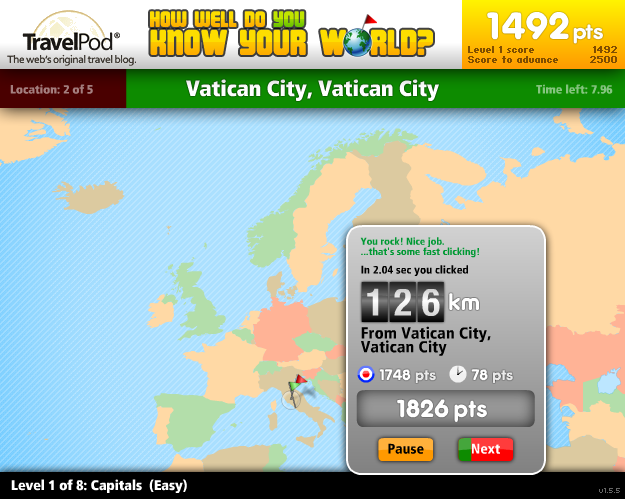 TravelPod®
The web's original travel blog.
HOW WELL DO YOU
KNOW YOUR WORLD?
1492 pts
Level 1 score 1492
Score to advance 2500
Location: 2 of 5
Vatican City, Vatican City
Time left: 7.96
You rock! Nice job.
...that's some fast clicking!
In 2.04 sec you clicked
126 km
From Vatican City,
Vatican City
1748 pts 78 pts
1826 pts
Pause Next
Level 1 of 8: Capitals (Easy)
v1.5.5